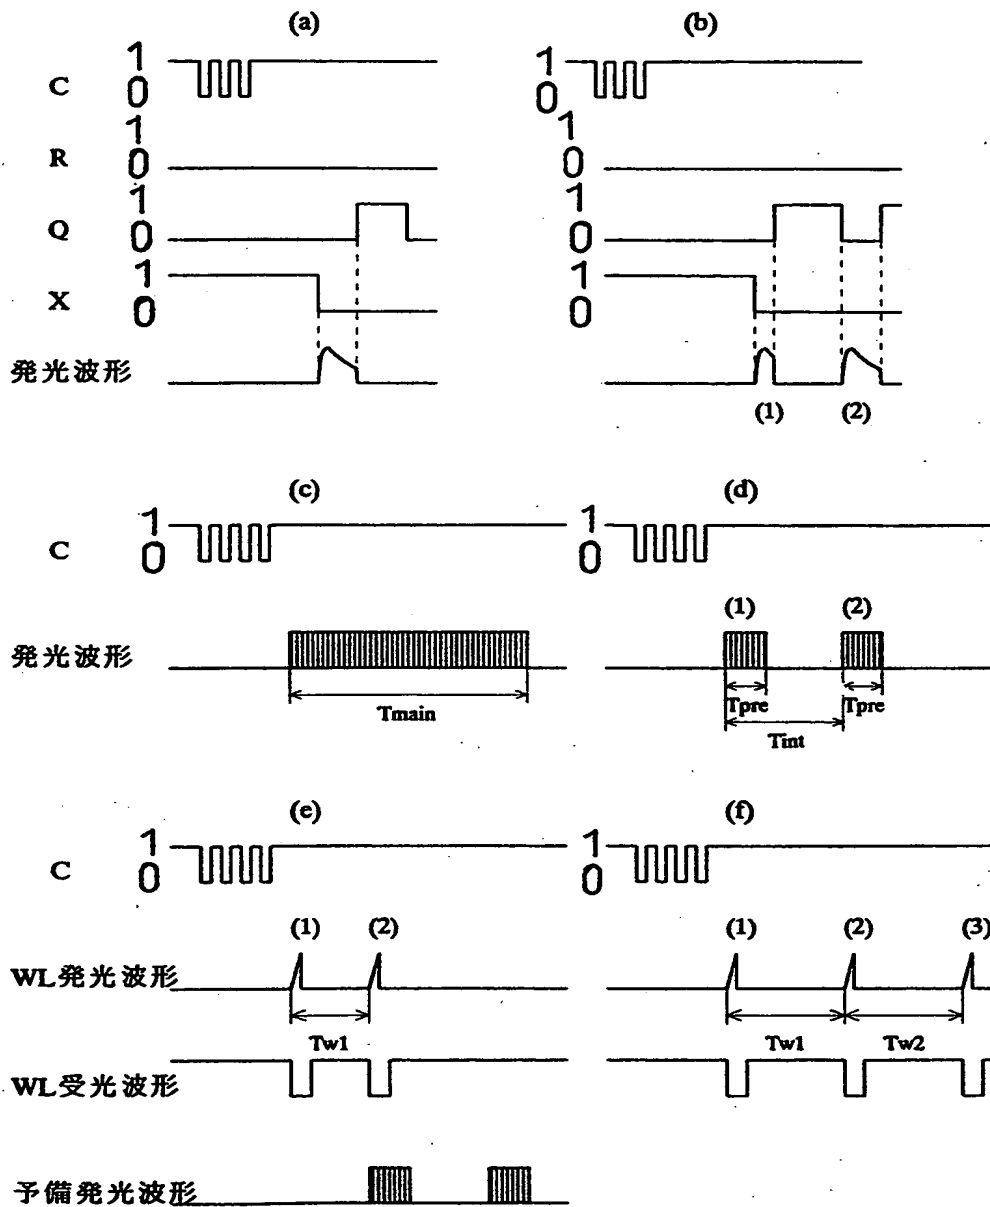 (a) (b)
C 1 0 1 0
R 1 0 1 0
Q 1 0 1 0
X 1 0 1 0
発光波形
(1) (2)
(c) (d)
C 1 0 1 0
(1) (2)
発光波形
Tmain Tpre Tpre
Tint
(e) (f)
C 1 0 1 0
(1) (2) (1) (2) (3)
WL発光波形
Tw1 Tw1 Tw2
WL受光波形
予備発光波形